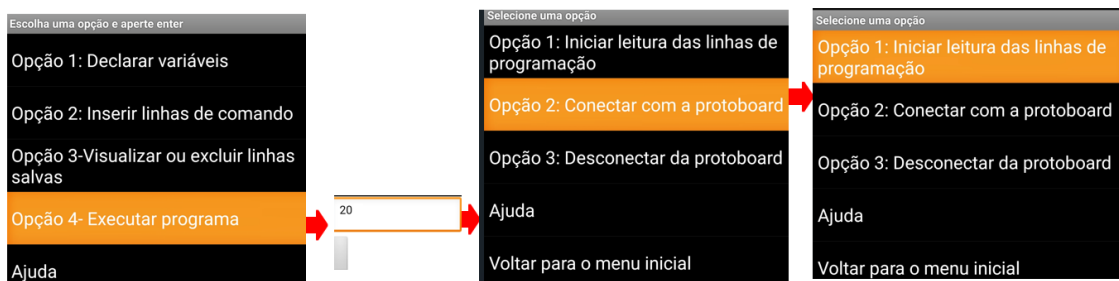 Escolha uma opção e aperte enter
Opção 1: Declarar variáveis
Opção 2: Inserir linhas de comando
Opção 3-Visualizar ou excluir linhas
salvas
Opção 4- Executar programa
Ajuda
20
Selecione uma opção
Opção 1: Iniciar leitura das linhas de
programação
Opção 2: Conectar com a protoboard
Opção 3: Desconectar da protoboard
Ajuda
Voltar para o menu inicial
Selecione uma opção
Opção 1: Iniciar leitura das linhas de
programação
Opção 2: Conectar com a protoboard
Opção 3: Desconectar da protoboard
Ajuda
Voltar para o menu inicial